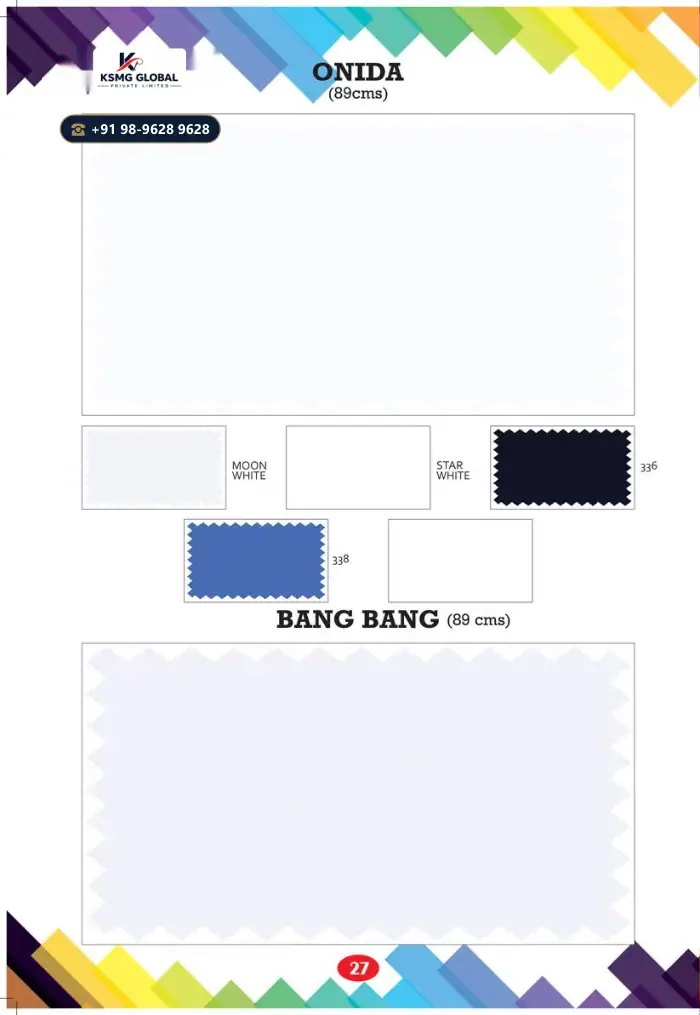 KSMG GLOBAL
PRIVATE LIMITED
ONIDA
(89cms)
+91 98-9628 9628
MOON
WHITE
STAR
WHITE
336
338
BANG BANG (89 cms)
27